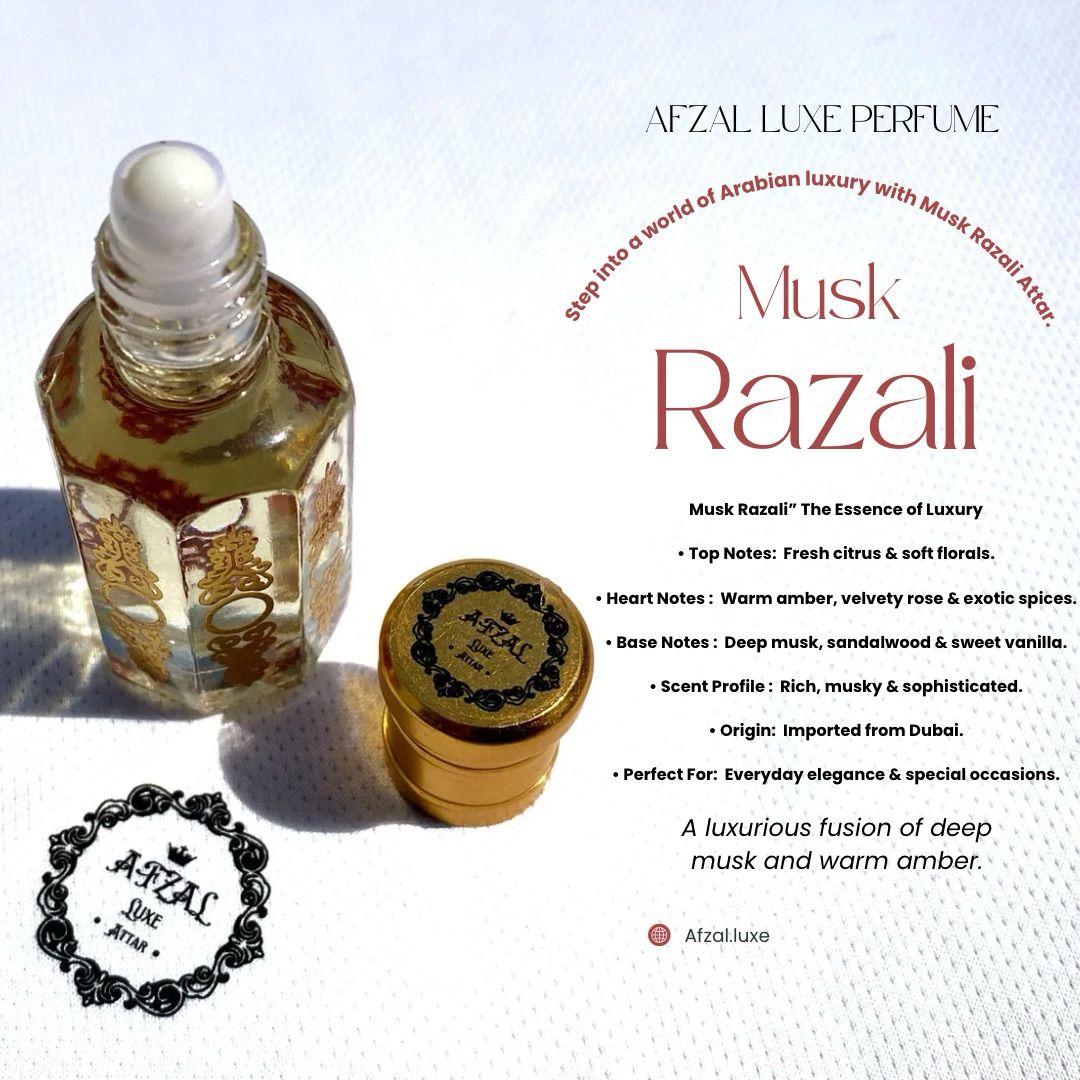 AFZAL LUXE PERFUME
Step into a world of Arabian luxury with Musk Razali Attar.
Musk
Razali
Musk Razali” The Essence of Luxury
• Top Notes: Fresh citrus & soft florals.
• Heart Notes : Warm amber, velvety rose & exotic spices.
• Base Notes : Deep musk, sandalwood & sweet vanilla.
• Scent Profile : Rich, musky & sophisticated.
• Origin: Imported from Dubai.
• Perfect For: Everyday elegance & special occasions.
A luxurious fusion of deep
musk and warm amber.
Afzal.luxe
AFZAL
LUXE
• ATTAR •
AFZAL
LUXE
• ATTAR •